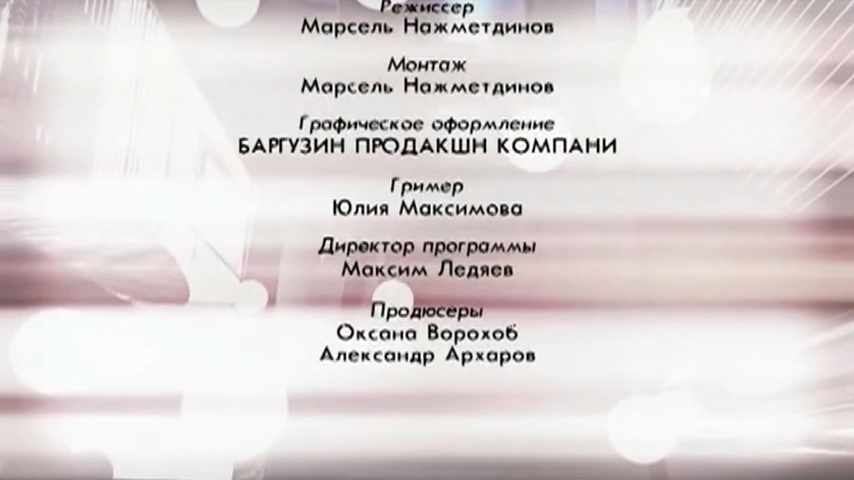 Режиссер
Марсель Нажметдинов
Монтаж
Марсель Нажметдинов
Графическое оформление
БАРГУЗИН ПРОДАКШН КОМПАНИ
Гример
Юлия Максимова
Директор программы
Максим Ледяев
Продюсеры
Оксана Ворохоб
Александр Архаров